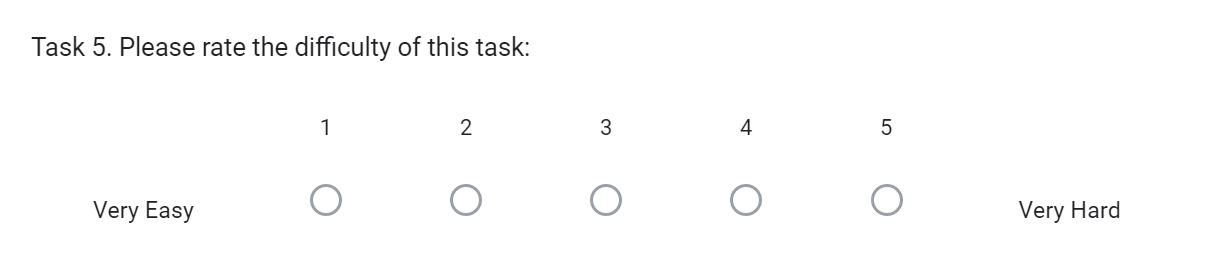 Task 5. Please rate the difficulty of this task:
1 2 3 4 5
Very Easy Very Hard